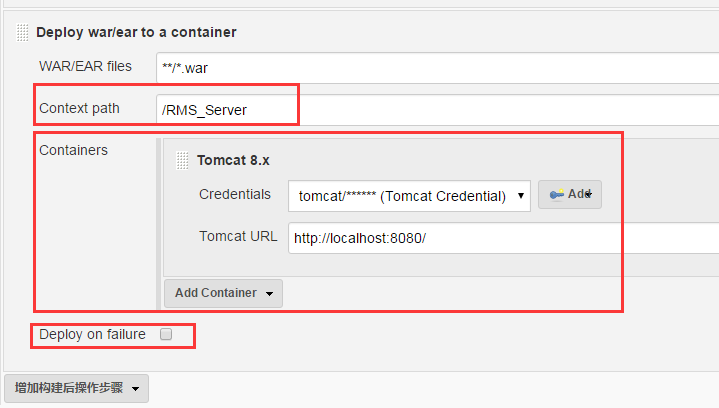 Deploy war/ear to a container
WAR/EAR files **/*.war
Context path /RMS_Server
Containers
Tomcat 8.x
Credentials tomcat/****** (Tomcat Credential) Add
Tomcat URL http://localhost:8080/
Add Container
Deploy on failure
增加构建后操作步骤